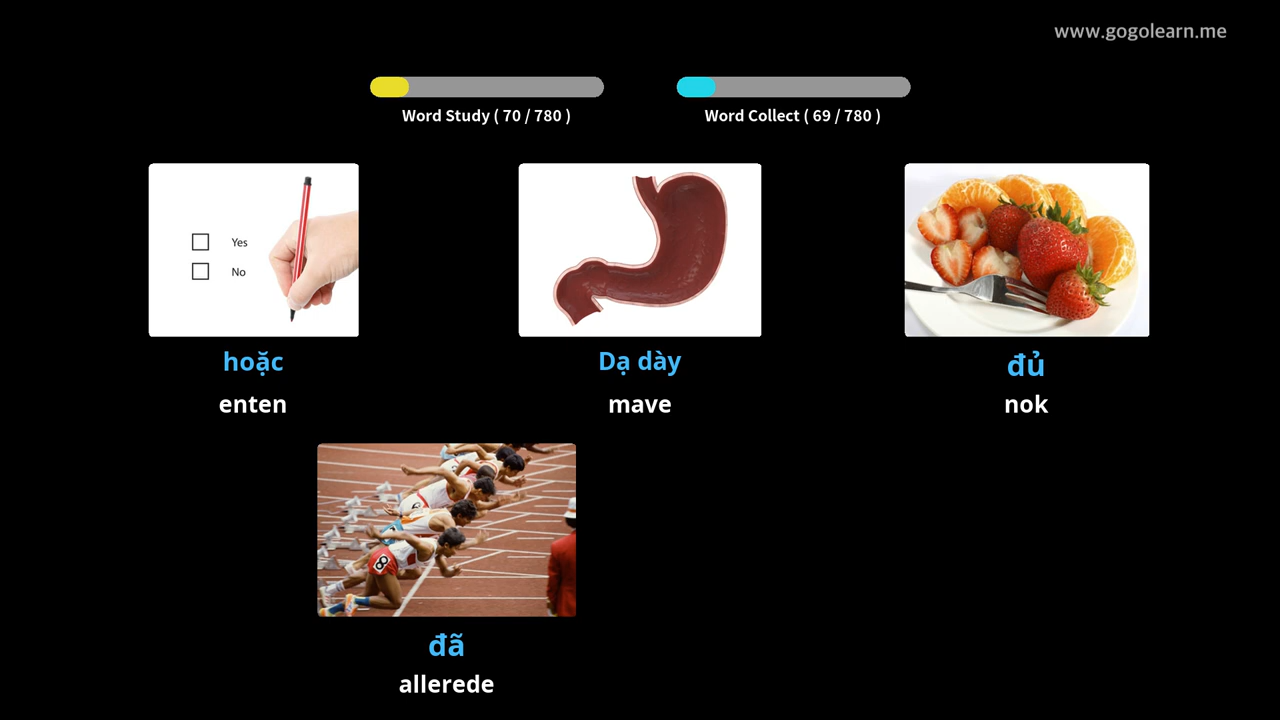 www.gogolearn.me
Word Study ( 70 / 780 )
Word Collect ( 69 / 780 )
Yes
No
hoặc
enten
Dạ dày
mave
đủ
nok
8
đã
allerede